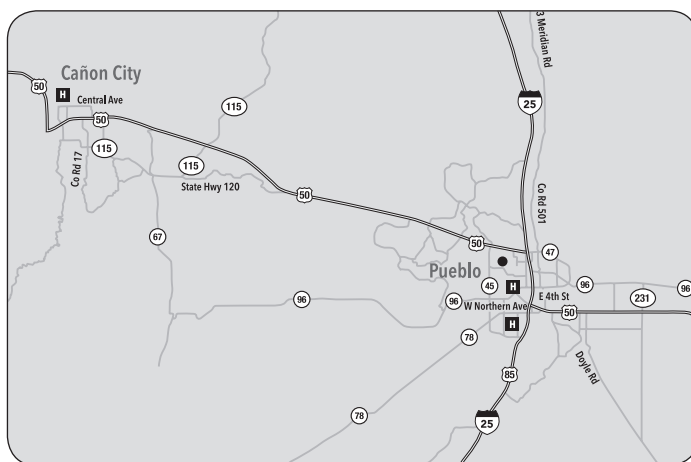 3 Meridian Rd
Cañon City
50
H
Central Ave
50
115
25
115
115
Co Rd 17
State Hwy 120
50
Co Rd 501
67
50
47
Pueblo
45
H
96
96
96
96
E 4th St
231
W Northern Ave
50
H
78
Doyle Rd
85
78
25